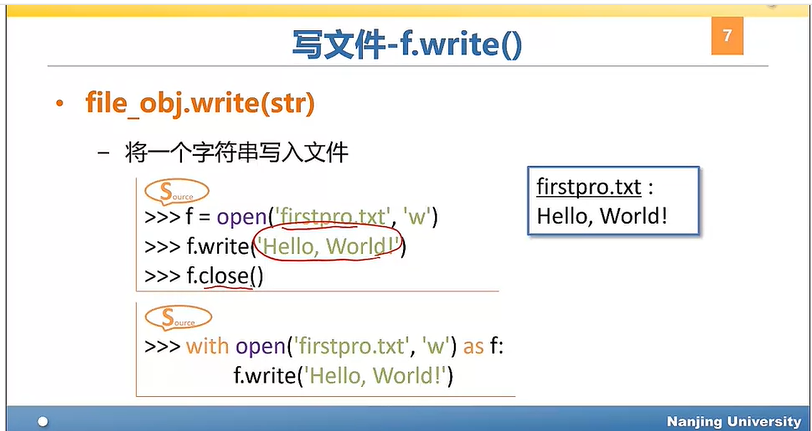 写文件-f.write()
7
• file_obj.write(str)
– 将一个字符串写入文件
Source
>>> f = open('firstpro.txt', 'w')
>>> f.write('Hello, World!')
>>> f.close()
firstpro.txt :
Hello, World!
Source
>>> with open('firstpro.txt', 'w') as f:
f.write('Hello, World!')
Nanjing University